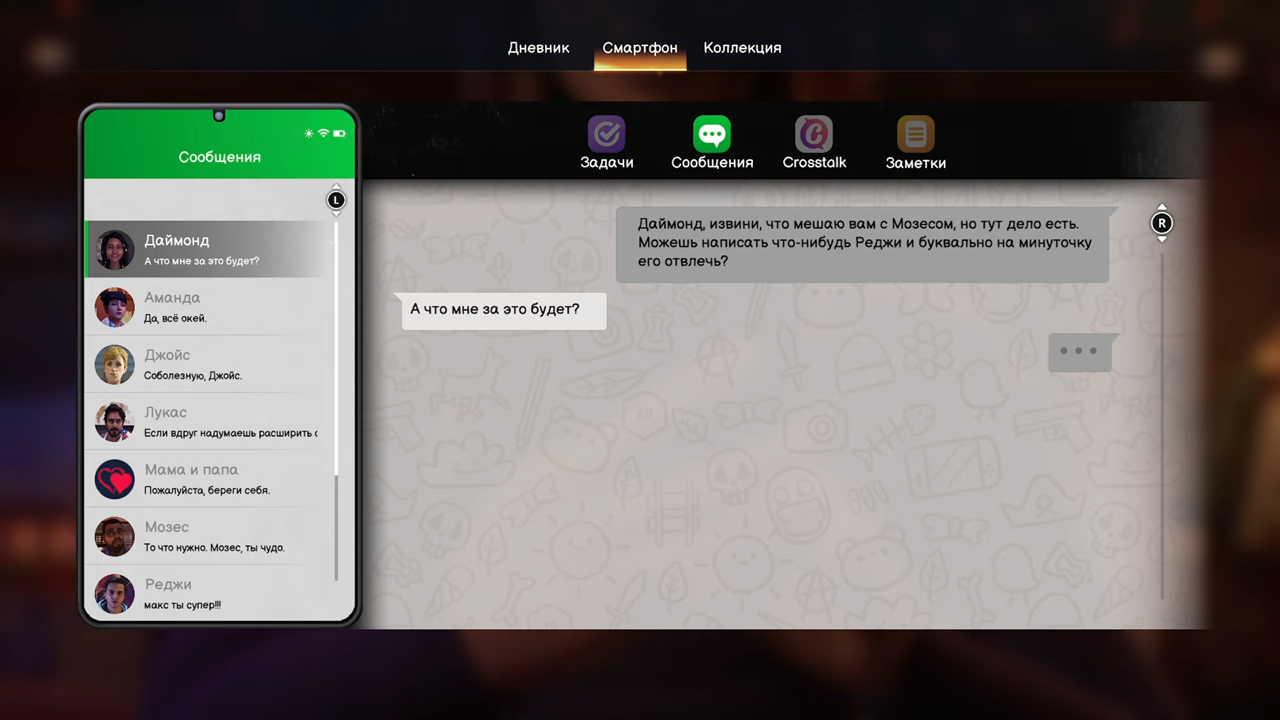 Дневник
Смартфон
Коллекция
Сообщения
Задачи
Сообщения
Crosstalk
Заметки
L
Даймонд
А что мне за это будет?
Аманда
Да, всё окей.
Джойс
Соболезную, Джойс.
Лукас
Если вдруг надумаешь расширить с
Мама и папа
Пожалуйста, береги себя.
Мозес
То что нужно. Мозес, ты чудо.
Реджи
макс ты супер!!!
Даймонд, извини, что мешаю вам с Мозесом, но тут дело есть.
Можешь написать что-нибудь Реджи и буквально на минуточку
его отвлечь?
R
А что мне за это будет?